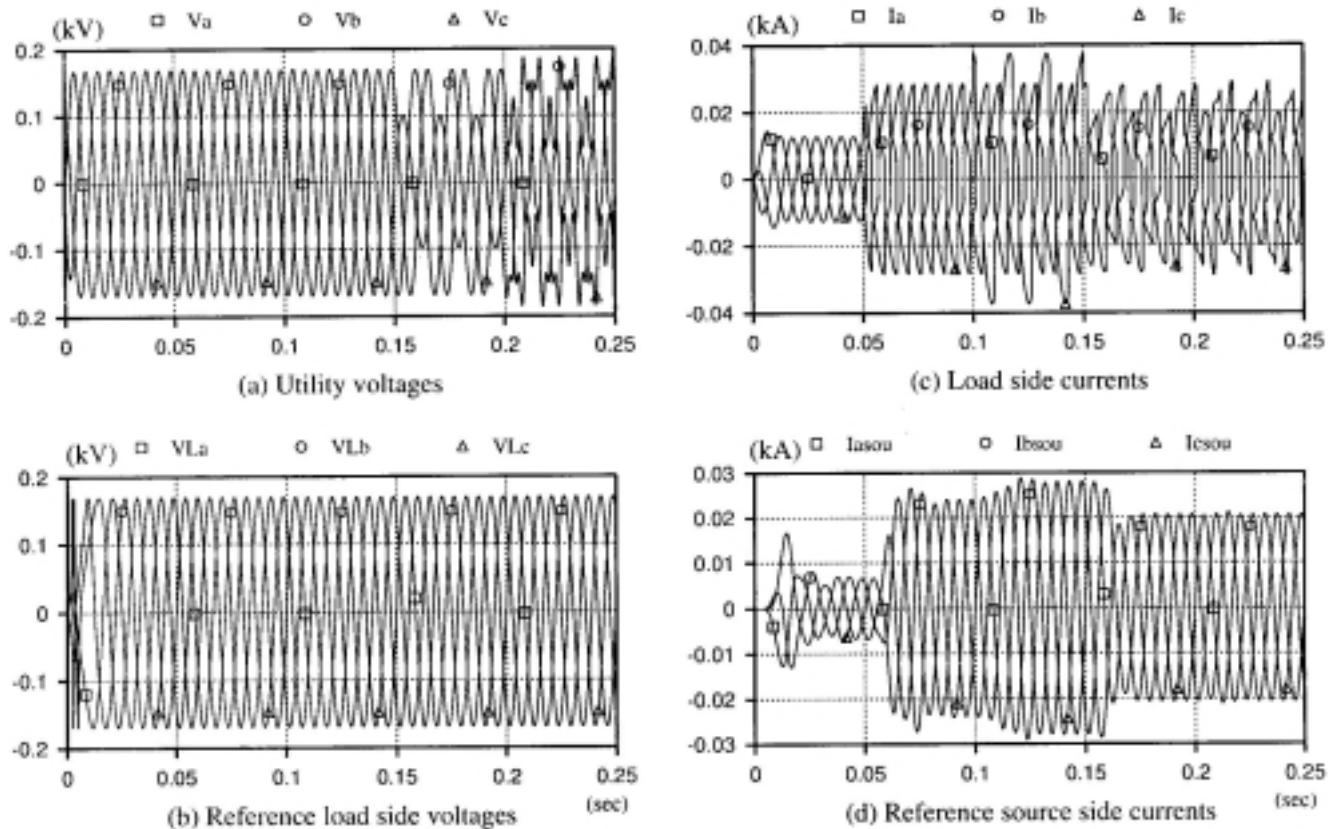 (kV) Va Vb Vc
0.2
0.1
0
-0.1
-0.2
0 0.05 0.1 0.15 0.2 0.25
(a) Utility voltages
(kA) Ia Ib Ic
0.04
0.02
0
-0.02
-0.04
0 0.05 0.1 0.15 0.2 0.25
(c) Load side currents
(kV) VLa VLb VLc
0.2
0.1
0
-0.1
-0.2
0 0.05 0.1 0.15 0.2 0.25
(sec)
(b) Reference load side voltages
(kA) Iasou Ibsou Icsou
0.03
0.02
0.01
0
-0.01
-0.02
-0.03
0 0.05 0.1 0.15 0.2 0.25
(sec)
(d) Reference source side currents